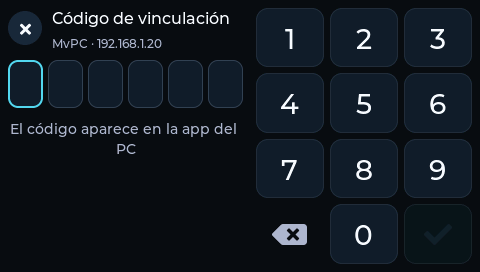 Código de vinculación
MvPC · 192.168.1.20
El código aparece en la app del
PC
1 2 3
4 5 6
7 8 9
0